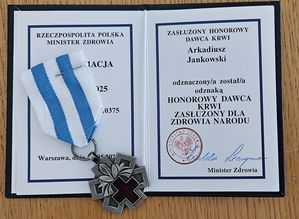 RZECZPOSPOLITA POLSKA
MINISTER ZDROWIA
ACJA
025
0375
Warszawa,
ZASŁUŻONY HONOROWY
DAWCA KRWI
Arkadiusz
Jankowski
odznaczony/a został/a
odznaką
HONOROWY DAWCA
KRWI
ZASŁUŻONY DLA
ZDROWIA NARODU
Minister Zdrowia